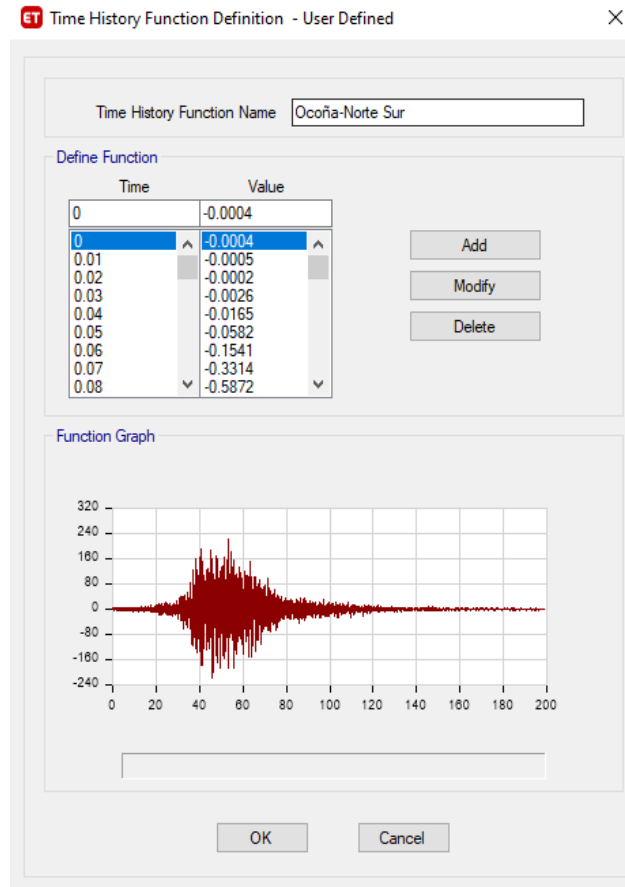 ET Time History Function Definition - User Defined
Time History Function Name Ocoña-Norte Sur
Define Function
Time Value
0 -0.0004
0 -0.0004
0.01 -0.0005
0.02 -0.0002
0.03 -0.0026
0.04 -0.0165
0.05 -0.0582
0.06 -0.1541
0.07 -0.3314
0.08 -0.5872
Add
Modify
Delete
Function Graph
320
240
160
80
0
-80
-160
-240
0 20 40 60 80 100 120 140 160 180 200
OK Cancel